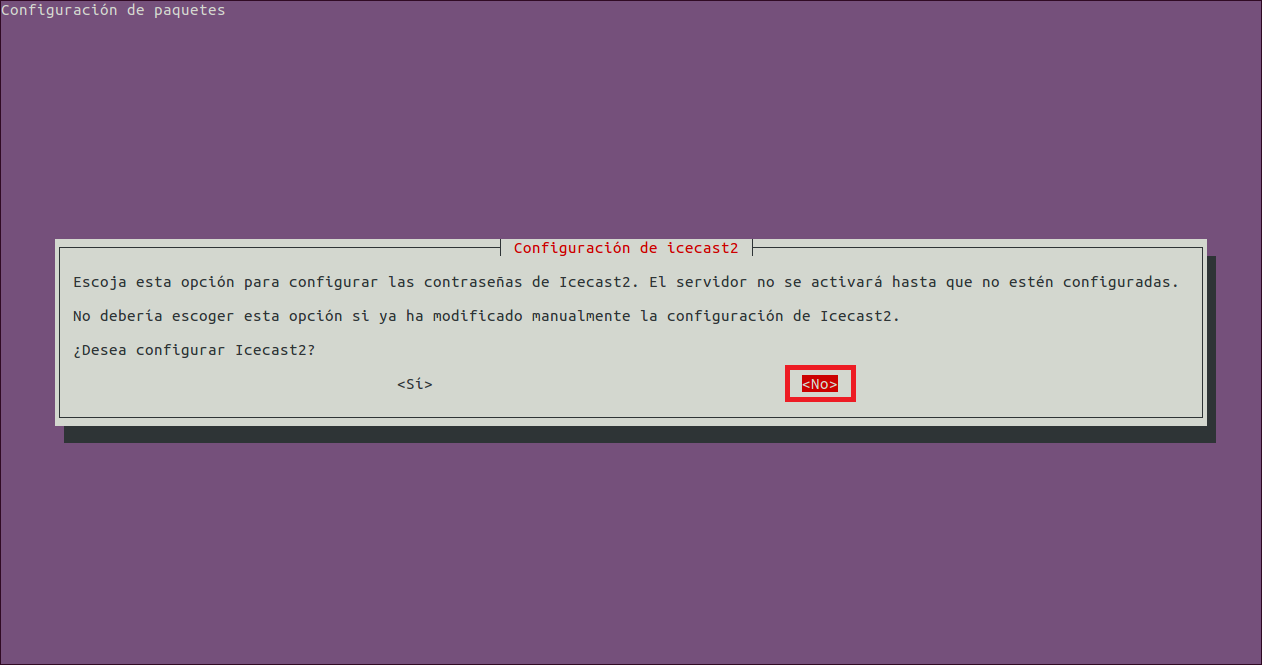 Configuración de paquetes
Configuración de icecast2
Escoja esta opción para configurar las contraseñas de Icecast2. El servidor no se activará hasta que no estén configuradas.
No debería escoger esta opción si ya ha modificado manualmente la configuración de Icecast2.
¿Desea configurar Icecast2?
<Sí> <No>